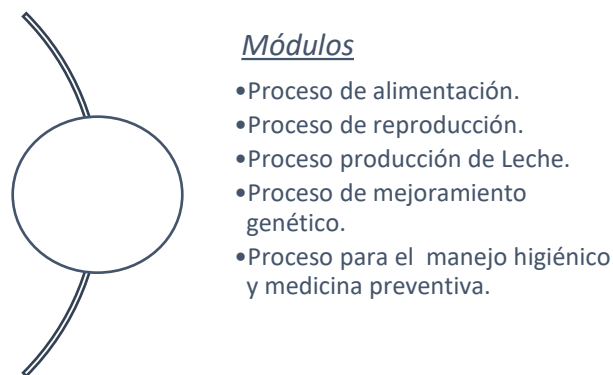 Módulos
•Proceso de alimentación.
•Proceso de reproducción.
•Proceso producción de Leche.
•Proceso de mejoramiento
genético.
•Proceso para el  manejo higiénico
y medicina preventiva.